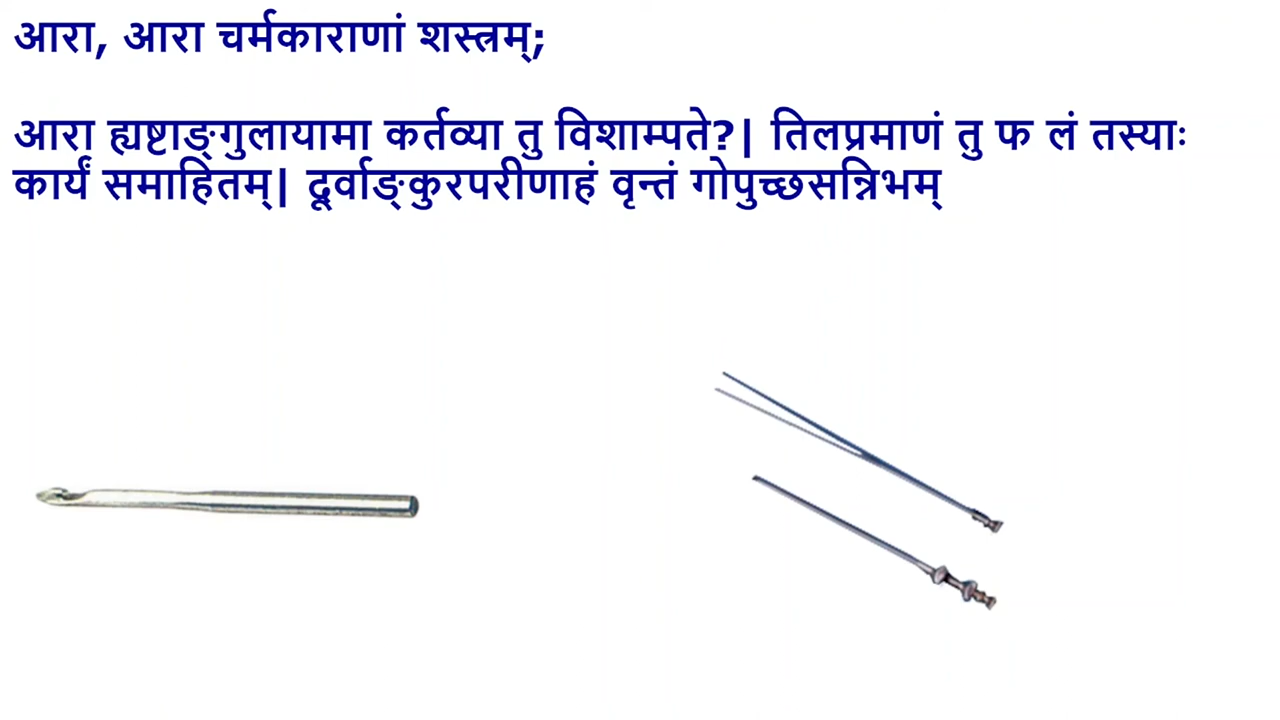 आरा, आरा चर्मकाराणां शस्त्रम्;
आरा ह्यष्टाङ्गुलायामा कर्तव्या तु विशाम्पते?| तिलप्रमाणं तु फ लं तस्याः
कार्यं समाहितम्| दूर्वाङ्कुरपरीणाहं वृन्तं गोपुच्छसन्निभम्